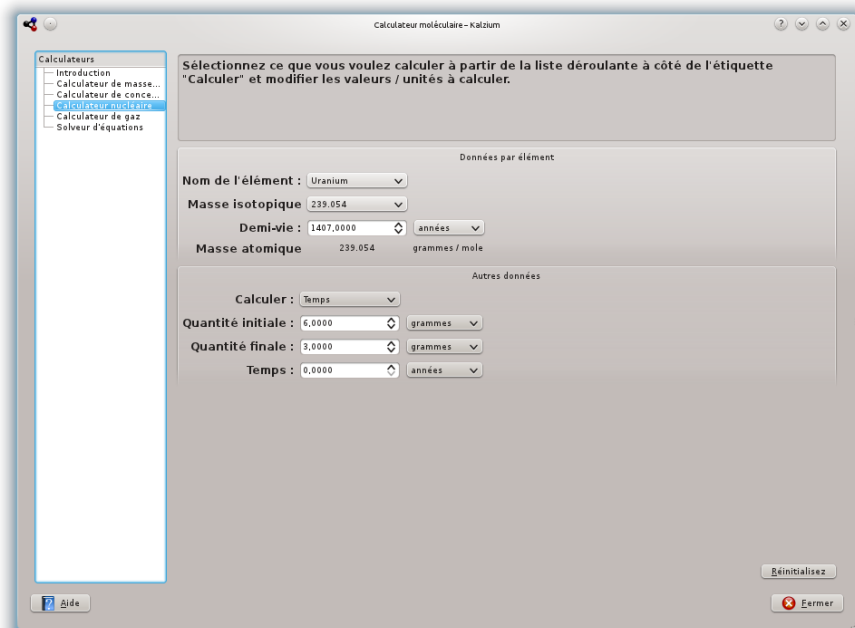 Calculateur moléculaire – Kalzium
Calculateurs
Introduction
Calculateur de masse...
Calculateur de conce...
Calculateur nucléaire
Calculateur de gaz
Solveur d'équations
Sélectionnez ce que vous voulez calculer à partir de la liste déroulante à côté de l'étiquette
"Calculer" et modifier les valeurs / unités à calculer.
Données par élément
Nom de l'élément : Uranium
Masse isotopique 239.054
Demi-vie : 1407,0000 années
Masse atomique 239.054 grammes / mole
Autres données
Calculer : Temps
Quantité initiale : 6,0000 grammes
Quantité finale : 3,0000 grammes
Temps : 0,0000 années
Réinitialisez
Aide
Fermer